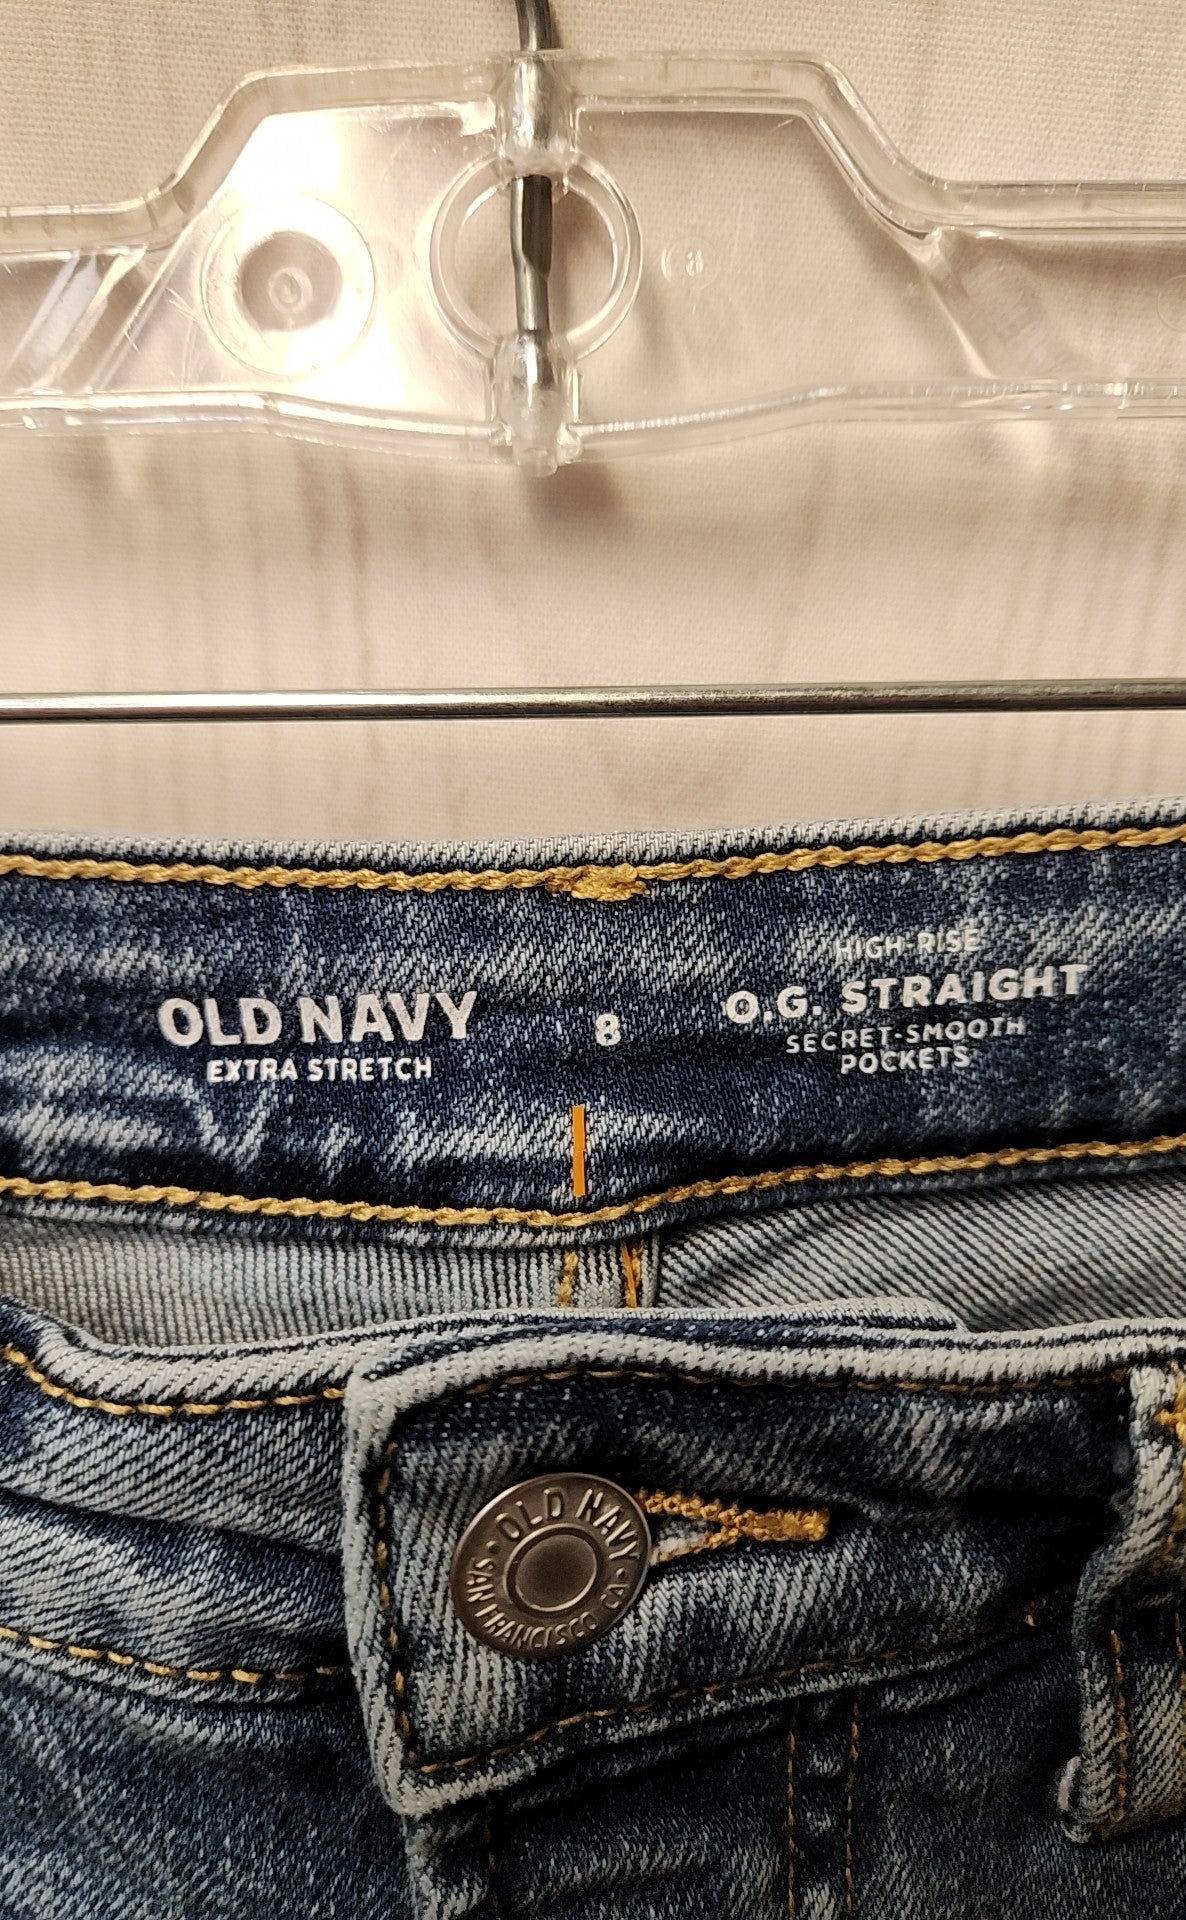 OLD NAVY
EXTRA STRETCH
8
HIGH-RISE
O.G. STRAIGHT
SECRET-SMOOTH
POCKETS
OLD NAVY
SAN FRANCISCO CA